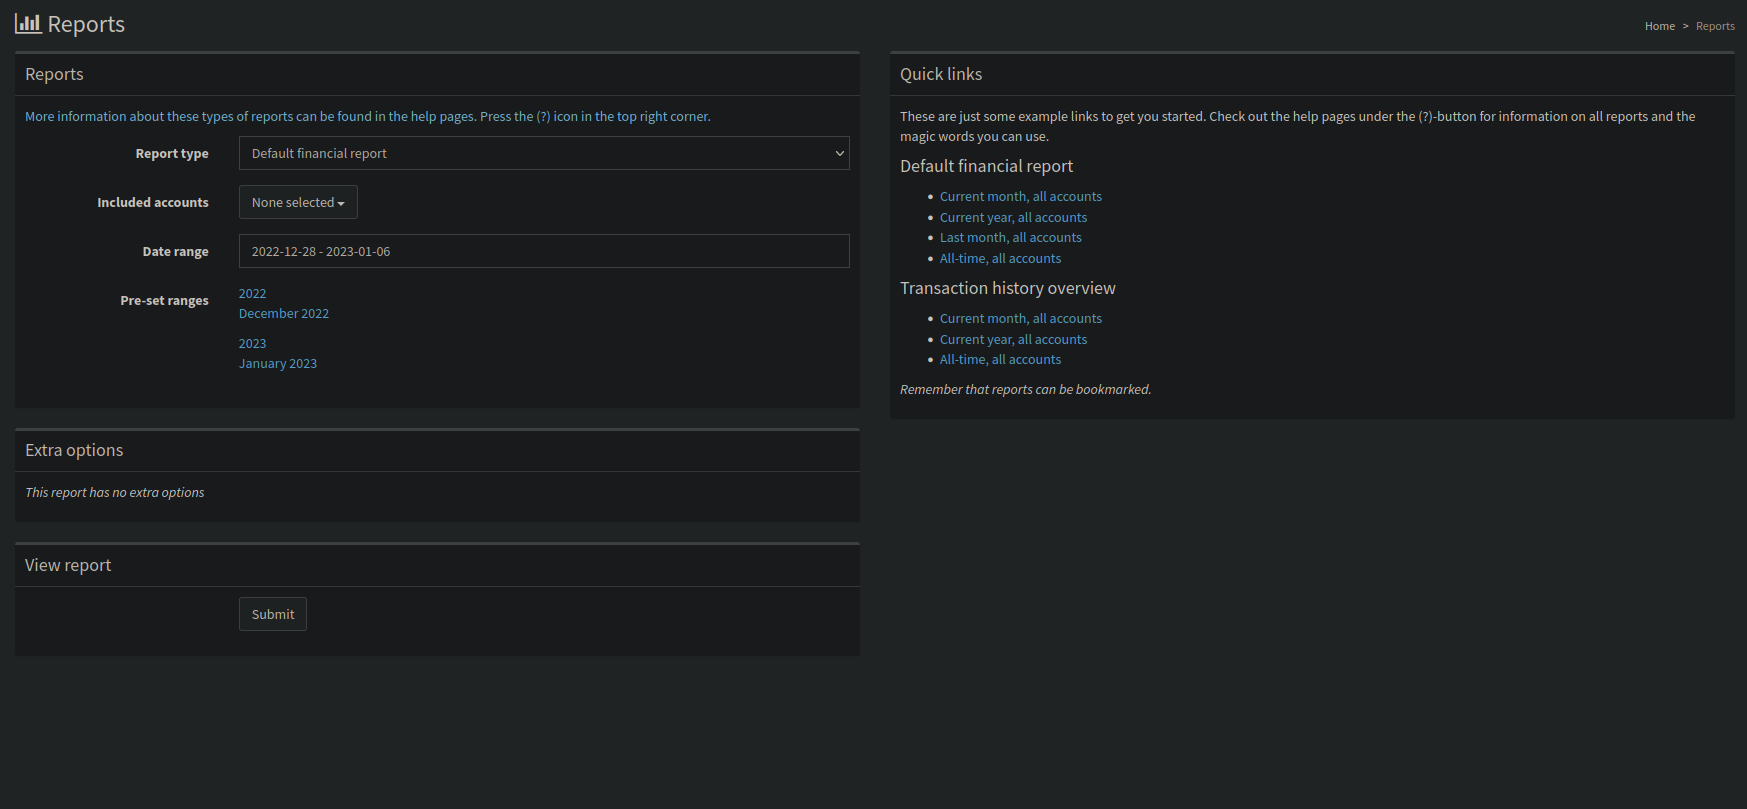 Reports
Home > Reports
Reports
More information about these types of reports can be found in the help pages. Press the (?) icon in the top right corner.
Report type
Default financial report
Included accounts
None selected
Date range
2022-12-28 - 2023-01-06
Pre-set ranges
2022
December 2022
2023
January 2023
Extra options
This report has no extra options
View report
Submit
Quick links
These are just some example links to get you started. Check out the help pages under the (?)-button for information on all reports and the
magic words you can use.
Default financial report
Current month, all accounts
Current year, all accounts
Last month, all accounts
All-time, all accounts
Transaction history overview
Current month, all accounts
Current year, all accounts
All-time, all accounts
Remember that reports can be bookmarked.